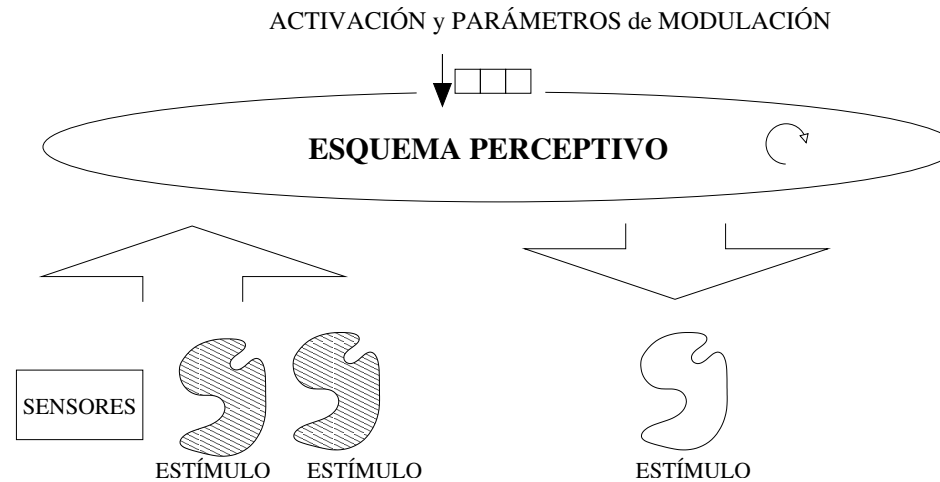 ACTIVACIÓN y PARÁMETROS de MODULACIÓN
ESQUEMA PERCEPTIVO
SENSORES
ESTÍMULO ESTÍMULO ESTÍMULO